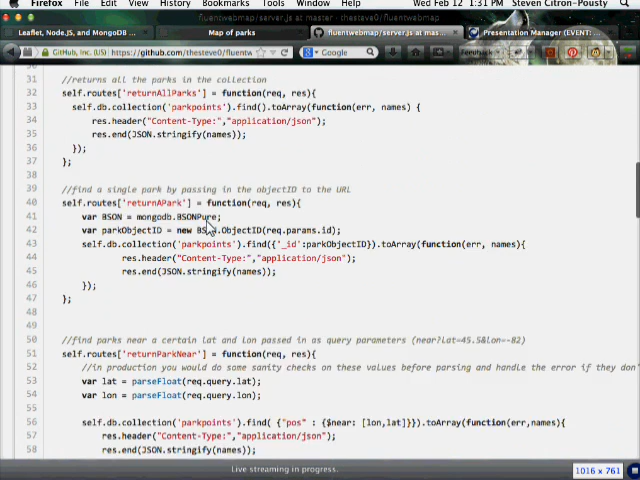 Firefox File Edit View History Bookmarks Tools Window Help Wed Feb 12 1:31 PM Steven Citron-Pousty
fluentwebmap/server.js at master · thesteve0/fluentwebmap
Leaflet, Node.JS, and MongoDB Map of parks fluentwebmap/server.js at mas... Presentation Manager (EVENT:
GitHub, Inc. (US) https://github.com/thesteve0/fluentw Google Feedback
30
31 //returns all the parks in the collection
32 self.routes['returnAllParks'] = function(req, res){
33 self.db.collection('parkpoints').find().toArray(function(err, names) {
34 res.header("Content-Type:","application/json");
35 res.end(JSON.stringify(names));
36 });
37 };
38
39 //find a single park by passing in the objectID to the URL
40 self.routes['returnAPark'] = function(req, res){
41 var BSON = mongodb.BSONPure;
42 var parkObjectID = new BSON.ObjectID(req.params.id);
43 self.db.collection('parkpoints').find({'_id':parkObjectID}).toArray(function(err, names){
44 res.header("Content-Type:","application/json");
45 res.end(JSON.stringify(names));
46 });
47 };
48
49
50 //find parks near a certain lat and lon passed in as query parameters (near?lat=45.5&lon=-82)
51 self.routes['returnParkNear'] = function(req, res){
52 //in production you would do some sanity checks on these values before parsing and handle the error if they don'
53 var lat = parseFloat(req.query.lat);
54 var lon = parseFloat(req.query.lon);
55
56 self.db.collection('parkpoints').find( {"pos" : {$near: [lon,lat]}}).toArray(function(err,names){
57 res.header("Content-Type:","application/json");
58 res.end(JSON.stringify(names));
Live streaming in progress.
1016 x 761